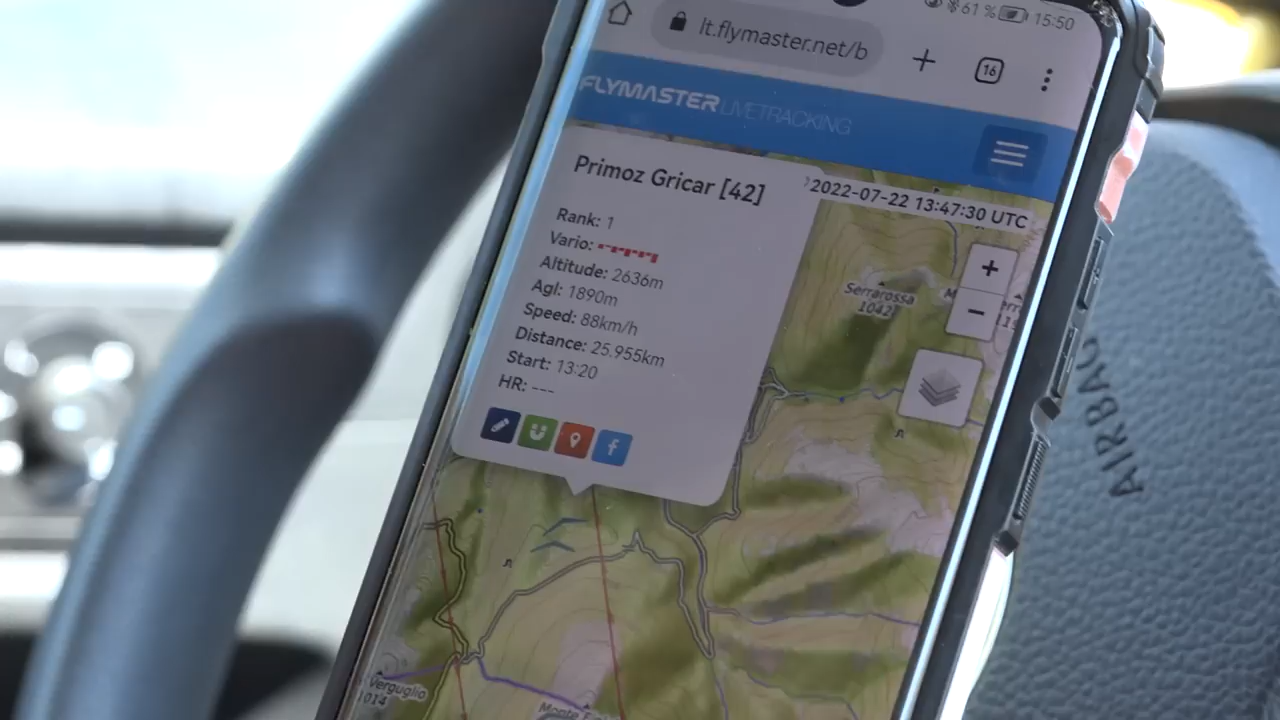 61 % 15:50
lt.flymaster.net/b
16
FLYMASTER LIVETRACKING
Primoz Gricar [42]
2022-07-22 13:47:30 UTC
Rank: 1
Vario:
Altitude: 2636m
Agl: 1890m
Speed: 88km/h
Distance: 25.955km
Start: 13:20
HR: ---
+
−
Serrarossa
1042
AIRBAG
Verguglio
1014
Monte